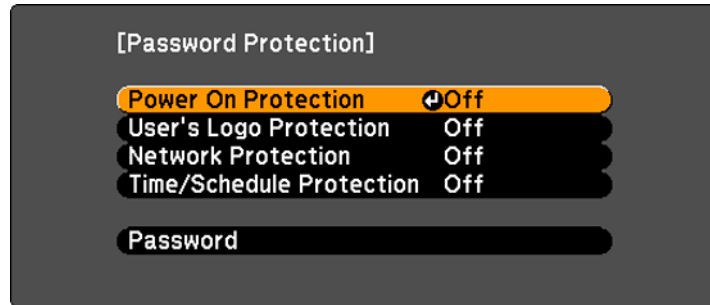 [Password Protection]
Power On Protection Off
User's Logo Protection Off
Network Protection Off
Time/Schedule Protection Off
Password